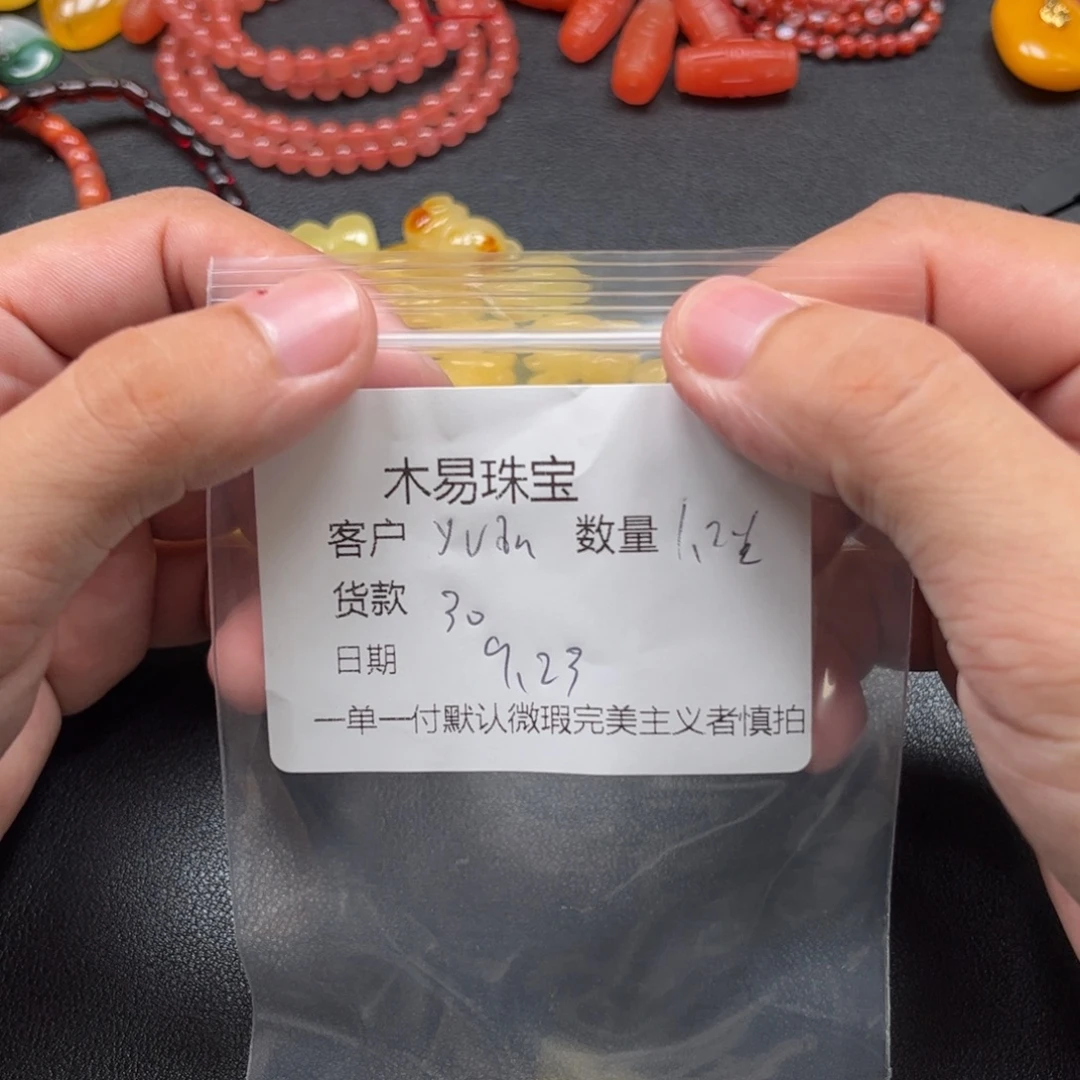 木易珠宝
客户 yuan 数量 1.2
货款 30
日期 9.23
一单一付默认微瑕完美主义者慎拍